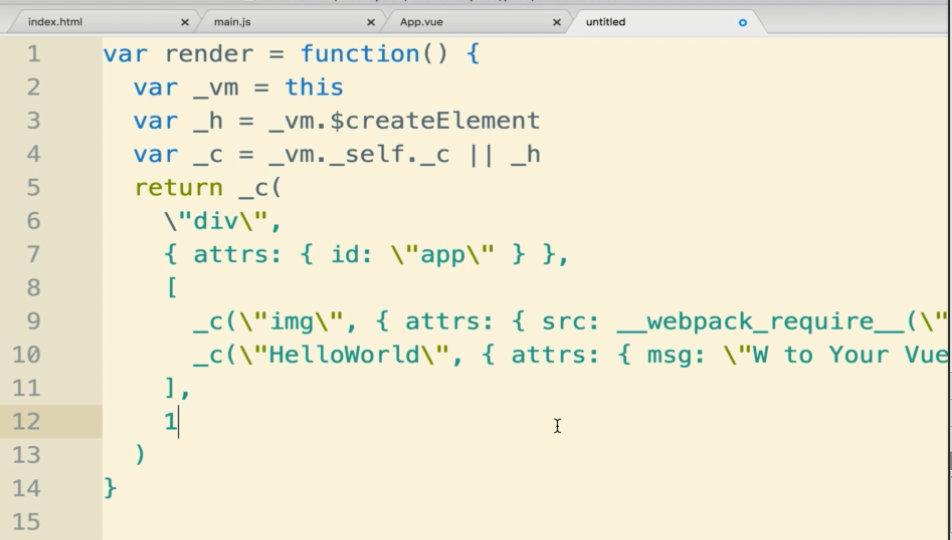 index.html × main.js × App.vue × untitled
1 var render = function() {
2 var _vm = this
3 var _h = _vm.$createElement
4 var _c = _vm._self._c || _h
5 return _c(
6 \"div\",
7 { attrs: { id: \"app\" } },
8 [
9 _c(\"img\", { attrs: { src: __webpack_require__(\"
10 _c(\"HelloWorld\", { attrs: { msg: \"W to Your Vue
11 ],
12 1
13 )
14 }
15